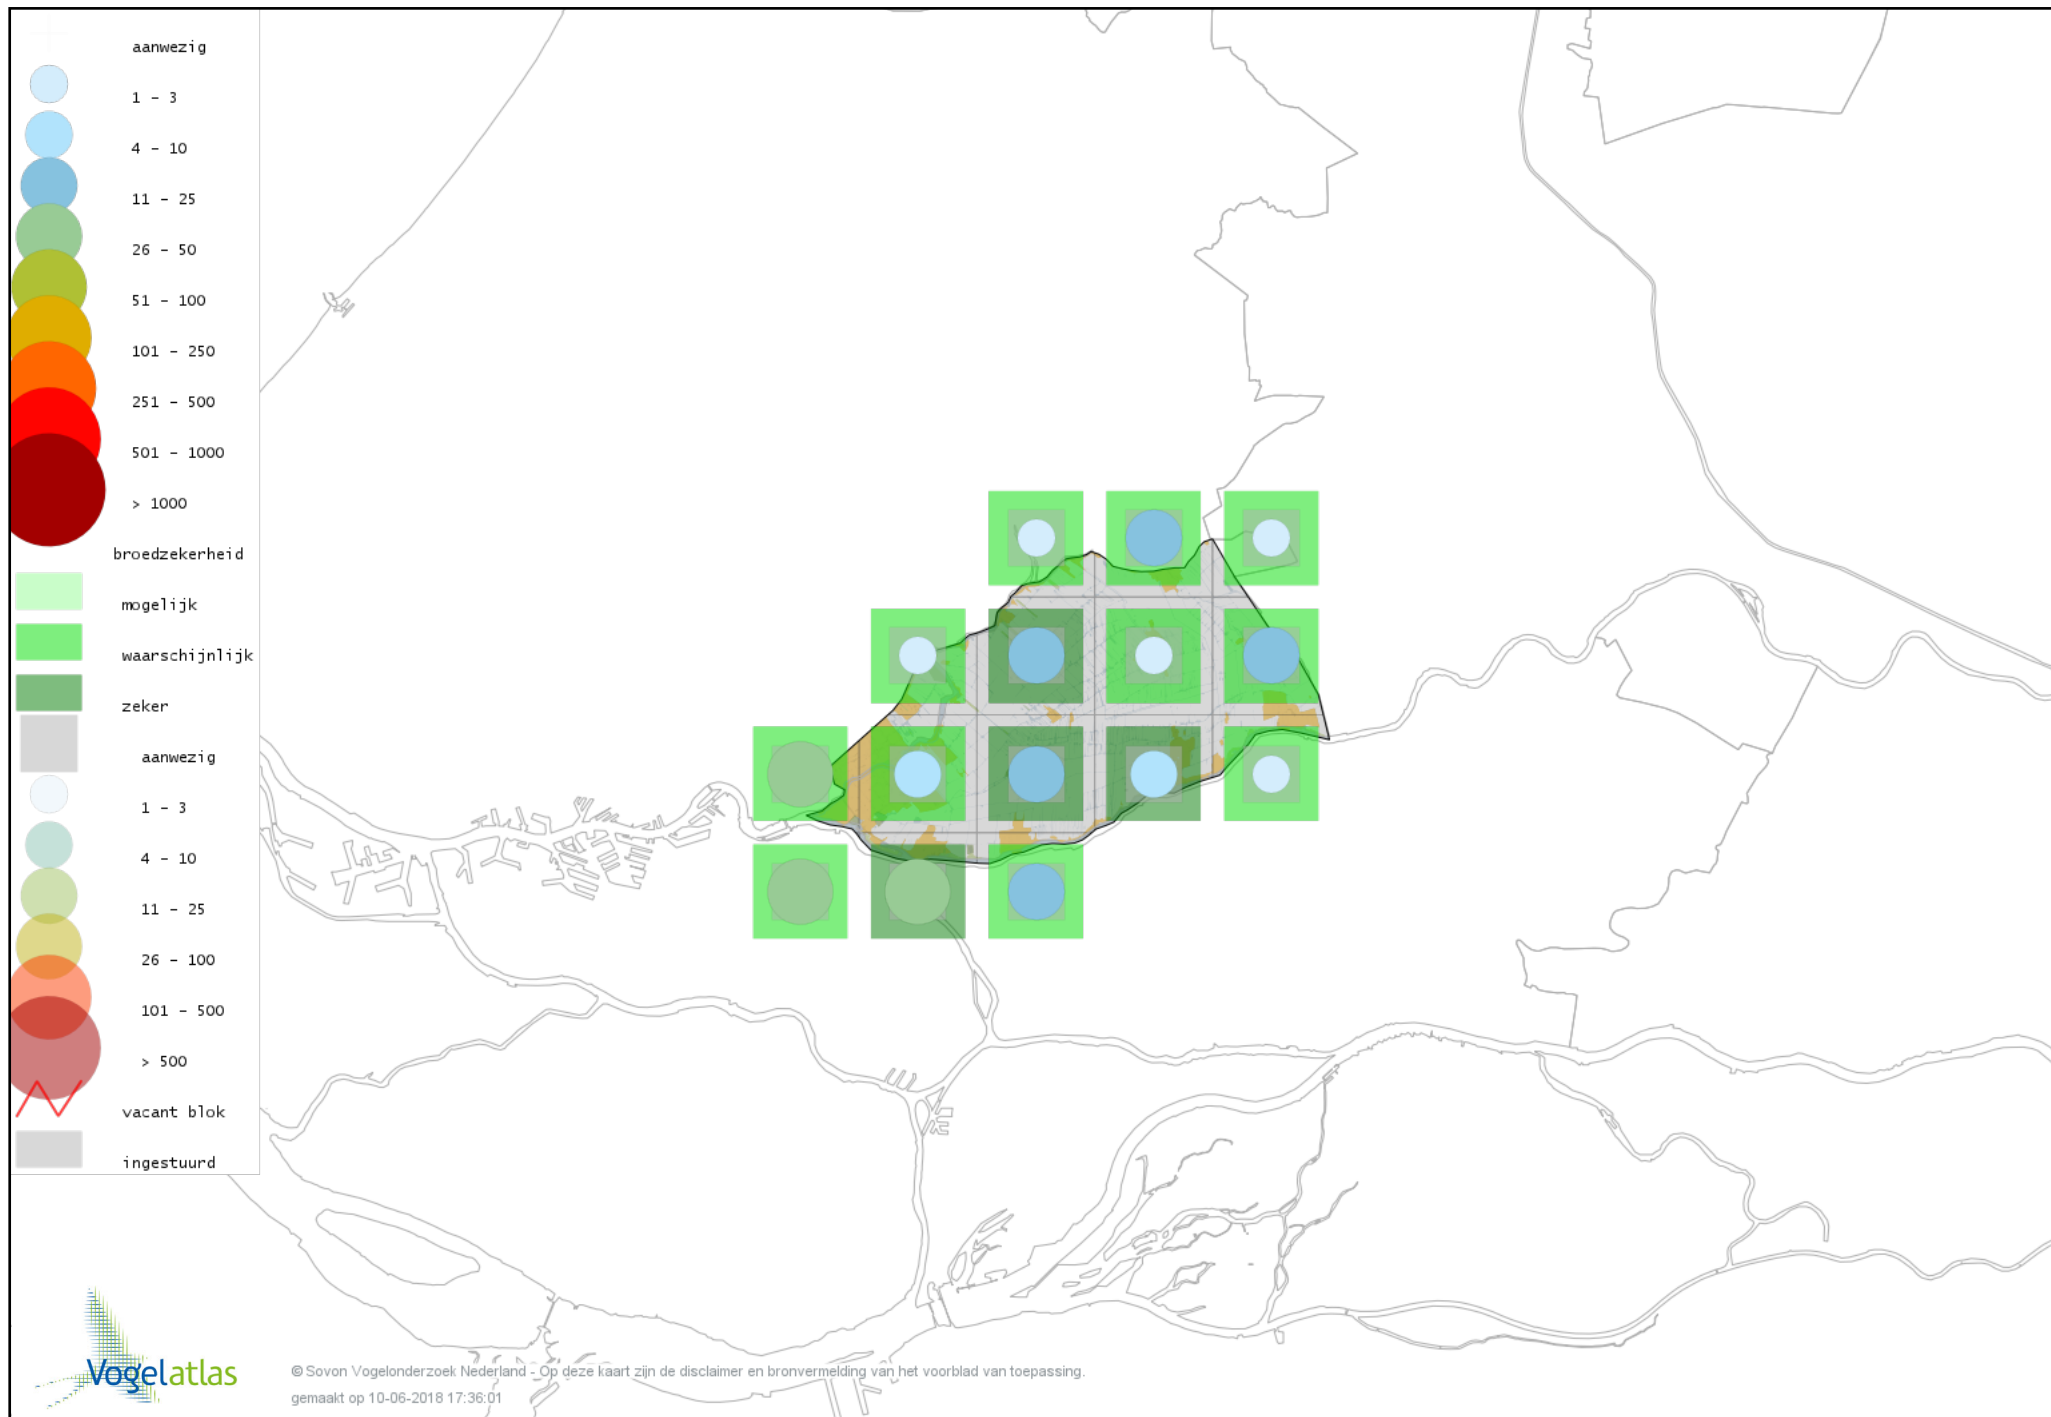 aanwezig
1 - 3
4 - 10
11 - 25
26 - 50
51 - 100
101 - 250
251 - 500
501 - 1000
> 1000
broedzekerheid
mogelijk
waarschijnlijk
zeker
aanwezig
1 - 3
4 - 10
11 - 25
26 - 100
101 - 500
> 500
vacant blok
ingestuurd
Vogelatlas
© Sovon Vogelonderzoek Nederland - Op deze kaart zijn de disclaimer en bronvermelding van het voorblad van toepassing.
gemaakt op 10-06-2018 17:36:01